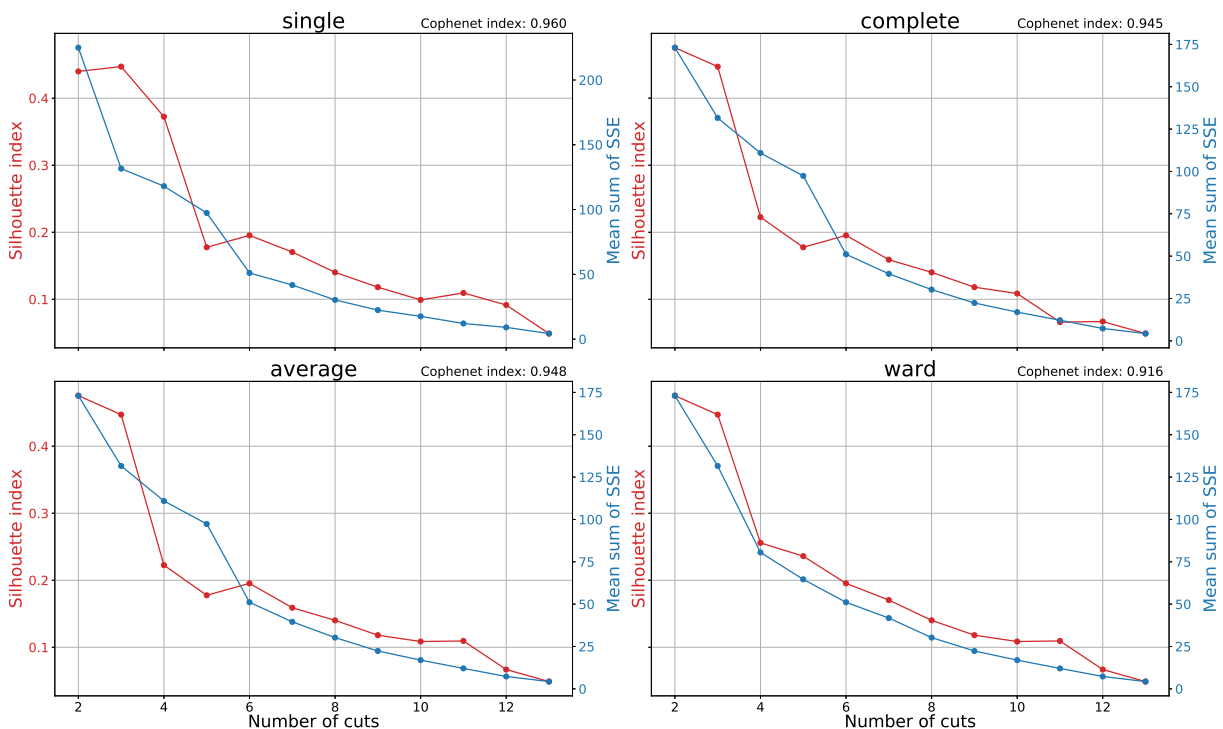 single
Cophenet index: 0.960
complete
Cophenet index: 0.945
0.4
0.3
0.2
0.1
Silhouette index
200
150
100
50
0
Mean sum of SSE
Silhouette index
175
150
125
100
75
50
25
0
Mean sum of SSE
average
Cophenet index: 0.948
ward
Cophenet index: 0.916
0.4
0.3
0.2
0.1
Silhouette index
175
150
125
100
75
50
25
0
Mean sum of SSE
2 4 6 8 10 12
Number of cuts
Silhouette index
175
150
125
100
75
50
25
0
Mean sum of SSE
2 4 6 8 10 12
Number of cuts